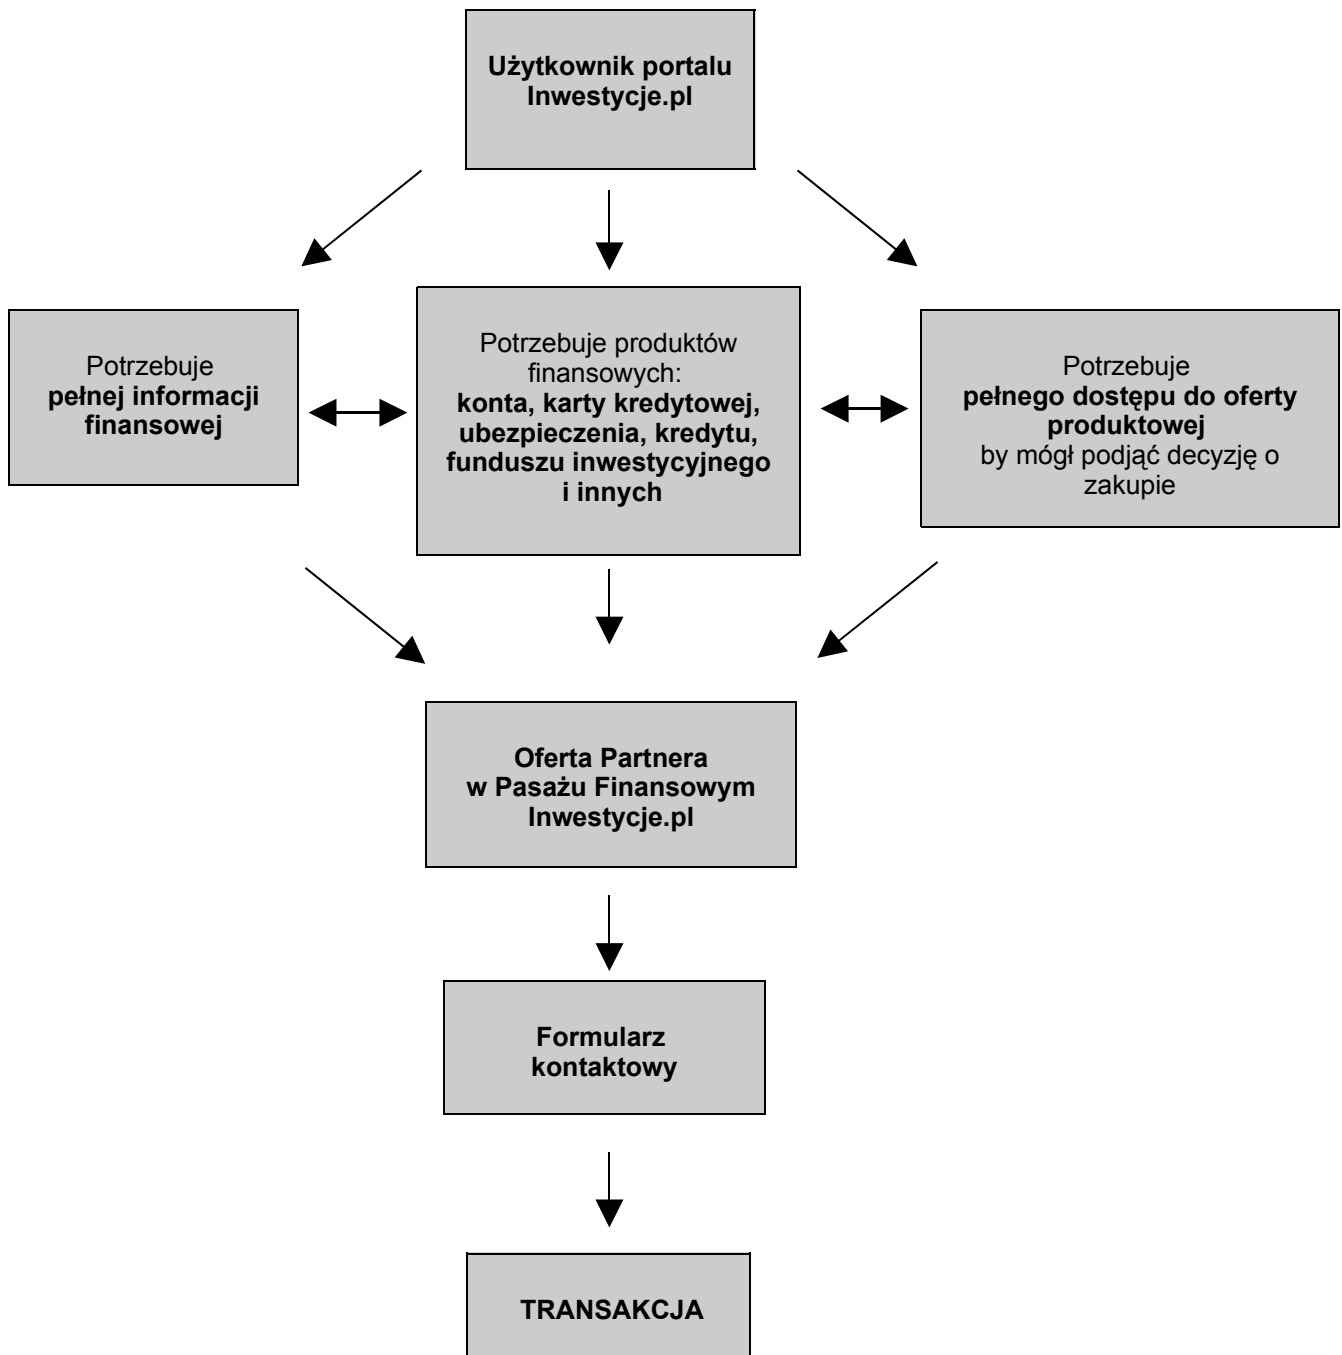 Użytkownik portalu
Inwestycje.pl
Potrzebuje
pełnej informacji
finansowej
Potrzebuje produktów
finansowych:
konta, karty kredytowej,
ubezpieczenia, kredytu,
funduszu inwestycyjnego
i innych
Potrzebuje
pełnego dostępu do oferty
produktowej
by mógł podjąć decyzję o
zakupie
Oferta Partnera
w Pasażu Finansowym
Inwestycje.pl
Formularz
kontaktowy
TRANSAKCJA